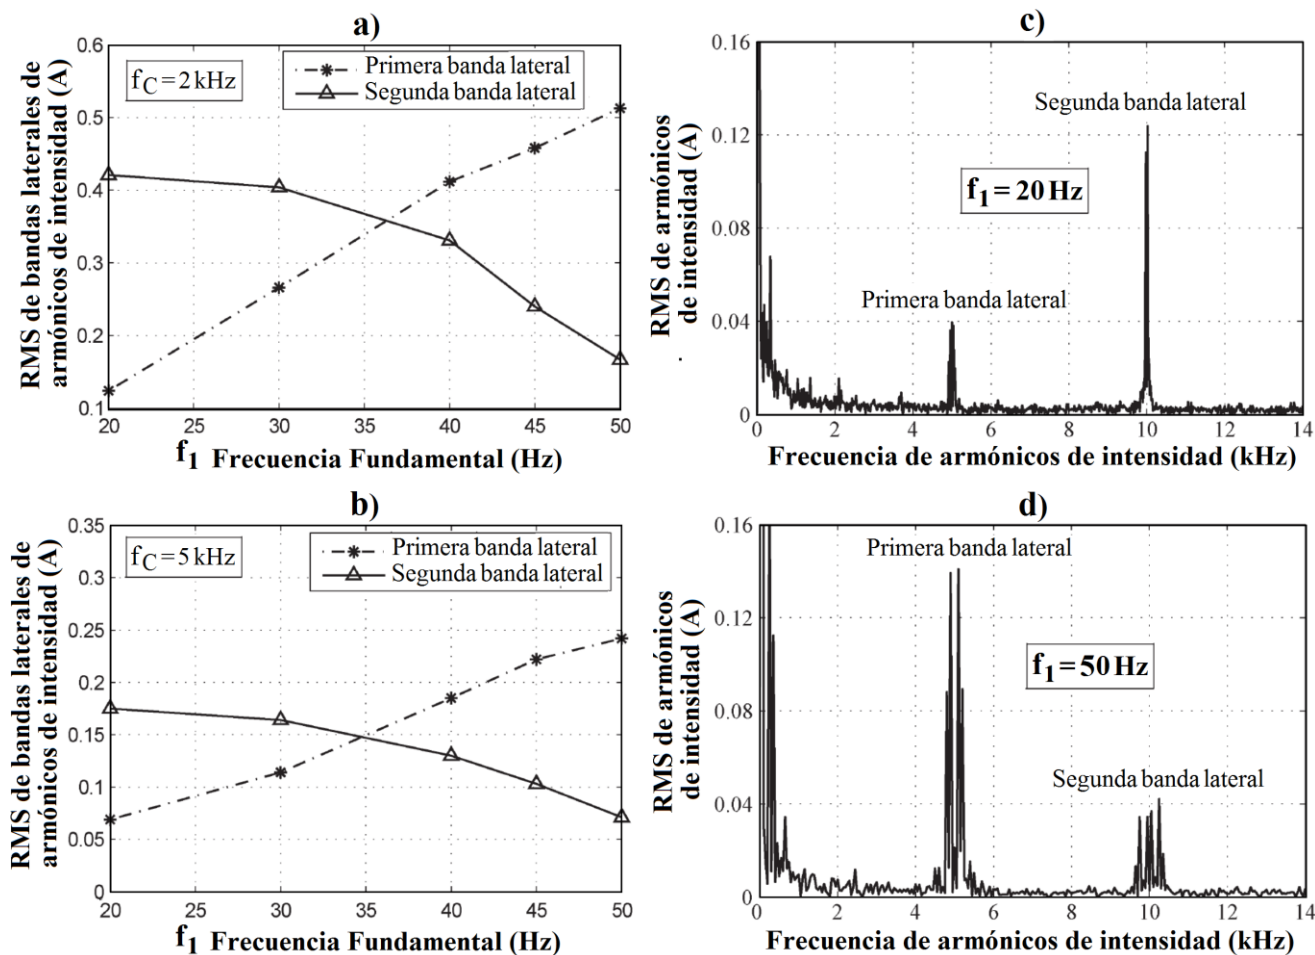 a)
RMS de bandas laterales de
armónicos de intensidad (A)
0.6
0.5
0.4
0.3
0.2
0.1
f_C = 2 kHz
Primera banda lateral
Segunda banda lateral
20 25 30 35 40 45 50
f_1 Frecuencia Fundamental (Hz)
b)
RMS de bandas laterales de
armónicos de intensidad (A)
0.35
0.3
0.25
0.2
0.15
0.1
0.05
0
f_C = 5 kHz
Primera banda lateral
Segunda banda lateral
20 25 30 35 40 45 50
f_1 Frecuencia Fundamental (Hz)
c)
RMS de armónicos
de intensidad (A)
0.16
0.12
0.08
0.04
0
Segunda banda lateral
f_1 = 20 Hz
Primera banda lateral
0 2 4 6 8 10 12 14
Frecuencia de armónicos de intensidad (kHz)
d)
RMS de armónicos
de intensidad (A)
0.16
0.12
0.08
0.04
0
Primera banda lateral
f_1 = 50 Hz
Segunda banda lateral
0 2 4 6 8 10 12 14
Frecuencia de armónicos de intensidad (kHz)